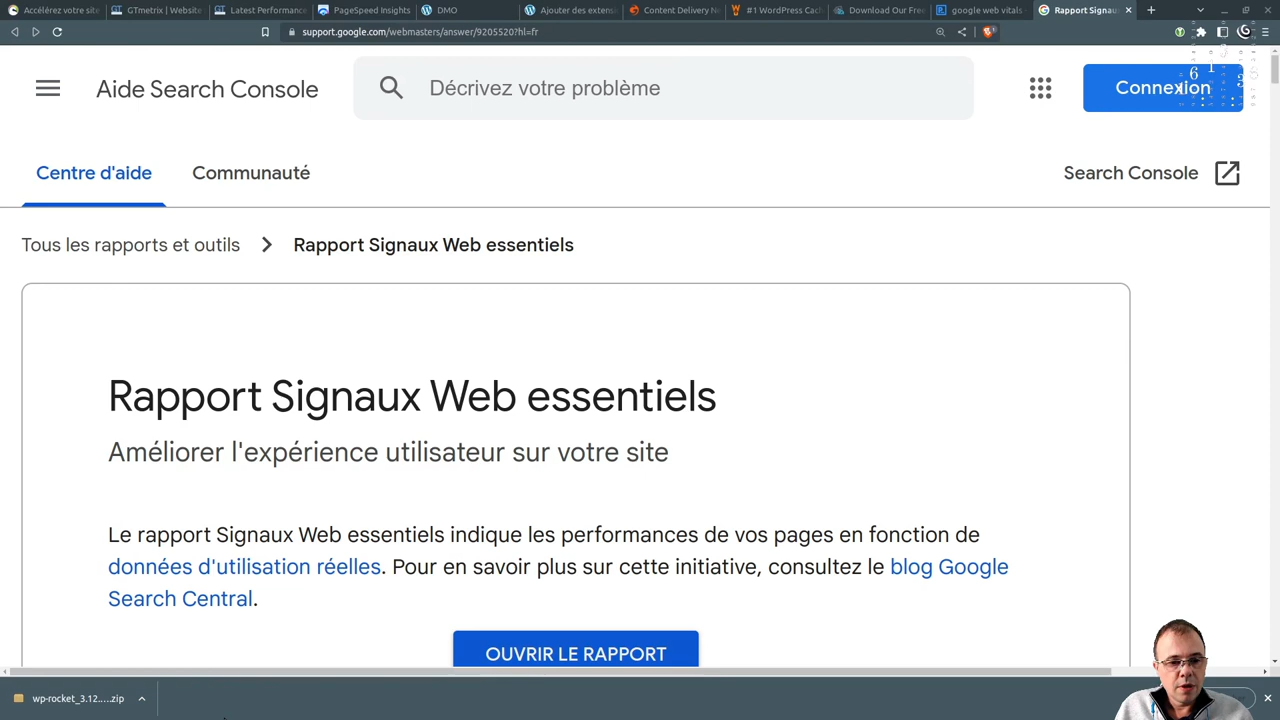 Accélérez votre site
GTmetrix | Website
Latest Performance
PageSpeed Insights
DMO
Ajouter des extens
Content Delivery Ne
#1 WordPress Cach
Download Our Free
google web vitals
Rapport Signau
support.google.com/webmasters/answer/9205520?hl=fr
Aide Search Console
Décrivez votre problème
Connexion
Centre d'aide
Communauté
Search Console
Tous les rapports et outils
Rapport Signaux Web essentiels
Rapport Signaux Web essentiels
Améliorer l'expérience utilisateur sur votre site
Le rapport Signaux Web essentiels indique les performances de vos pages en fonction de
données d'utilisation réelles. Pour en savoir plus sur cette initiative, consultez le blog Google
Search Central.
OUVRIR LE RAPPORT
wp-rocket_3.12....zip